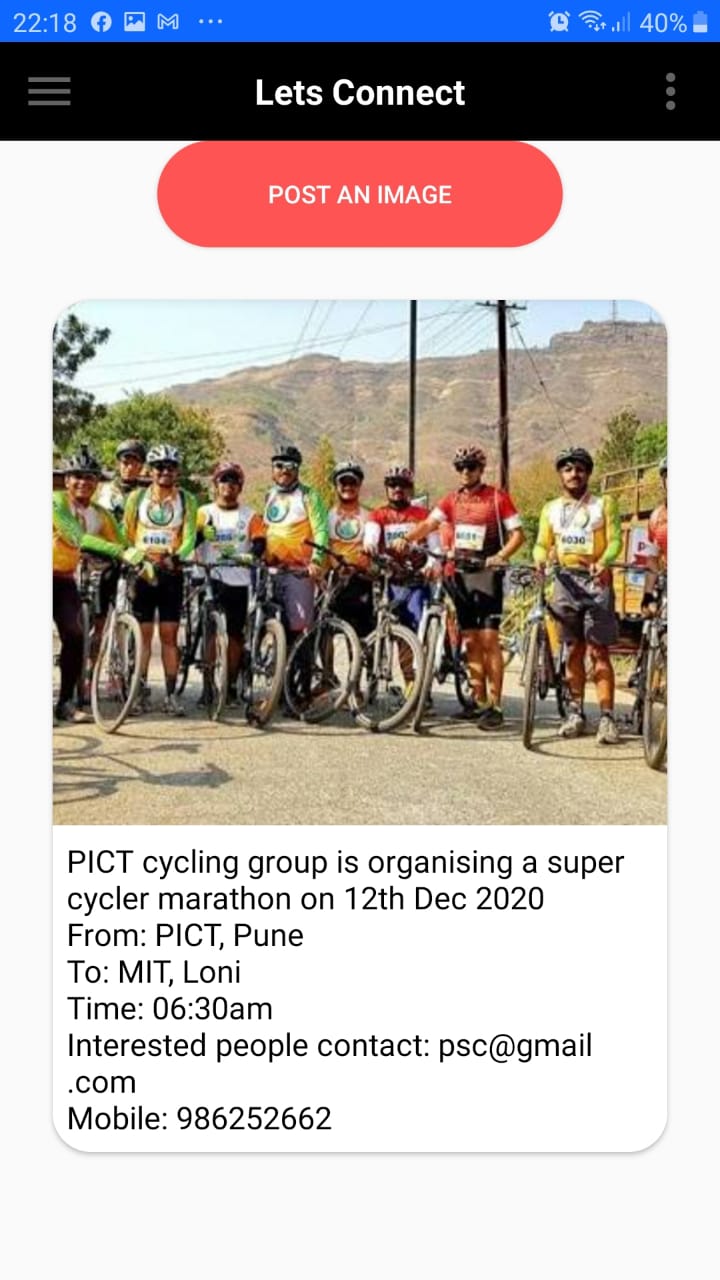 22:18 40%
Lets Connect
POST AN IMAGE
6030
PICT cycling group is organising a super
cycler marathon on 12th Dec 2020
From: PICT, Pune
To: MIT, Loni
Time: 06:30am
Interested people contact: psc@gmail
.com
Mobile: 986252662